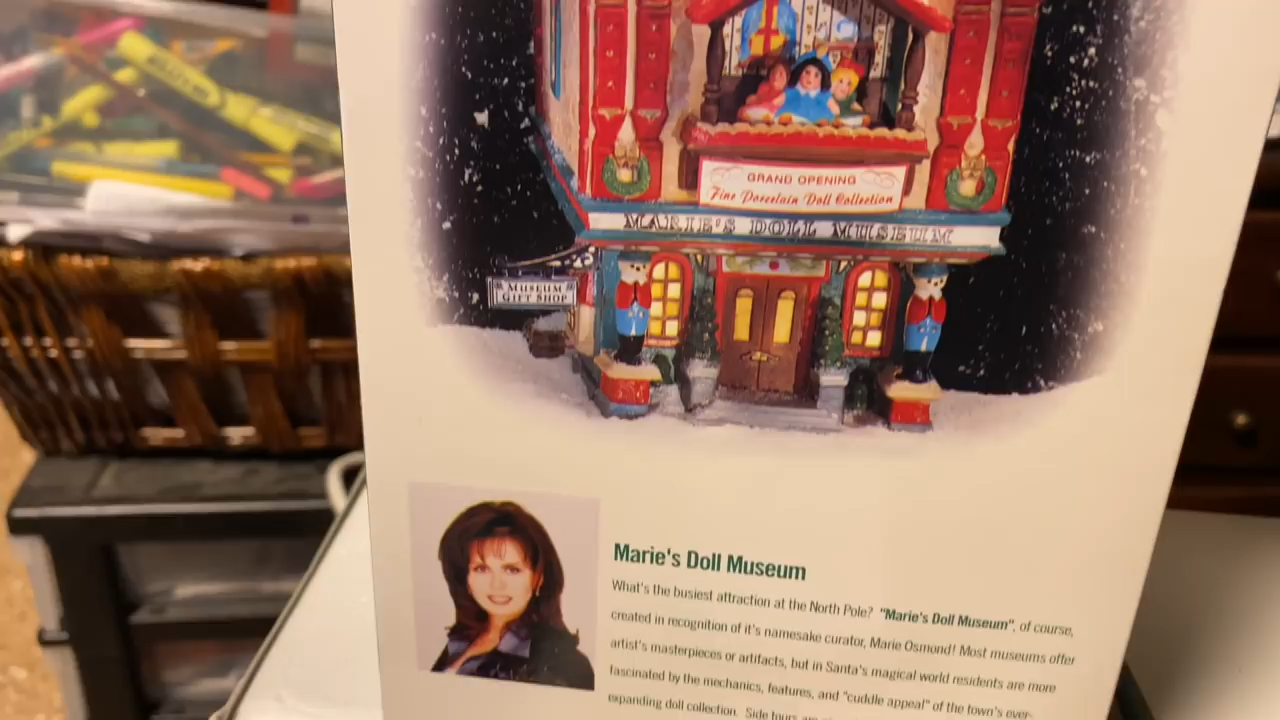 GRAND OPENING
Fine Porcelain Doll Collection
MARIE'S DOLL MUSEUM
MUSEUM
GIFT SHOP
Marie's Doll Museum
What's the busiest attraction at the North Pole? "Marie's Doll Museum", of course,
created in recognition of it's namesake curator, Marie Osmond! Most museums offer
artist's masterpieces or artifacts, but in Santa's magical world residents are more
fascinated by the mechanics, features, and "cuddle appeal" of the town's ever-
expanding doll collection. Side tours are